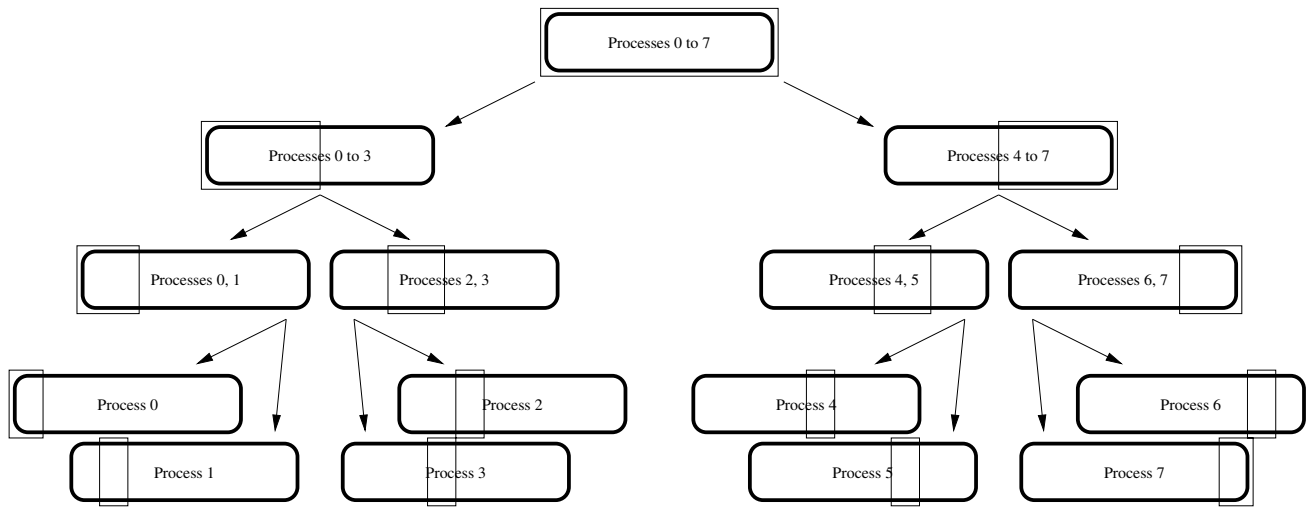 Processes 0 to 7
Processes 0 to 3
Processes 4 to 7
Processes 0, 1
Processes 2, 3
Processes 4, 5
Processes 6, 7
Process 0
Process 2
Process 4
Process 6
Process 1
Process 3
Process 5
Process 7